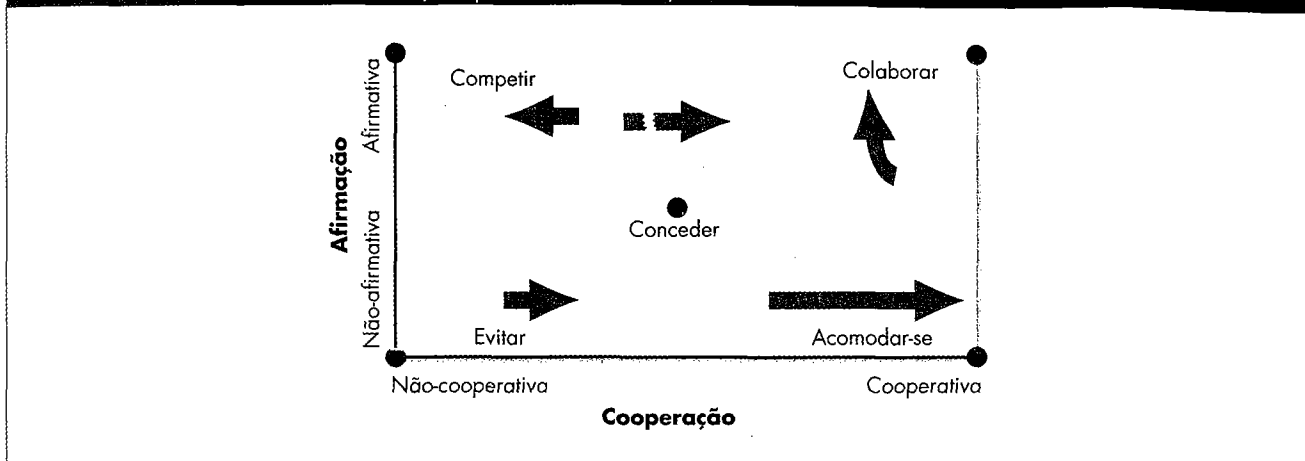 Competir
Colaborar
Afirmativa
Afirmação
Conceder
Não-afirmativa
Evitar
Acomodar-se
Não-cooperativa
Cooperativa
Cooperação